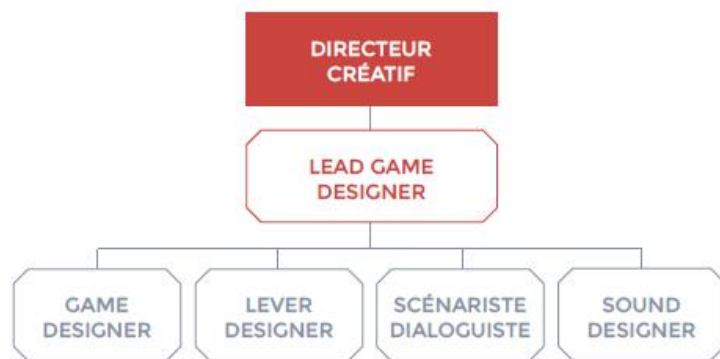 DIRECTEUR
CRÉATIF
LEAD GAME
DESIGNER
GAME
DESIGNER
LEVER
DESIGNER
SCÉNARISTE
DIALOGUISTE
SOUND
DESIGNER